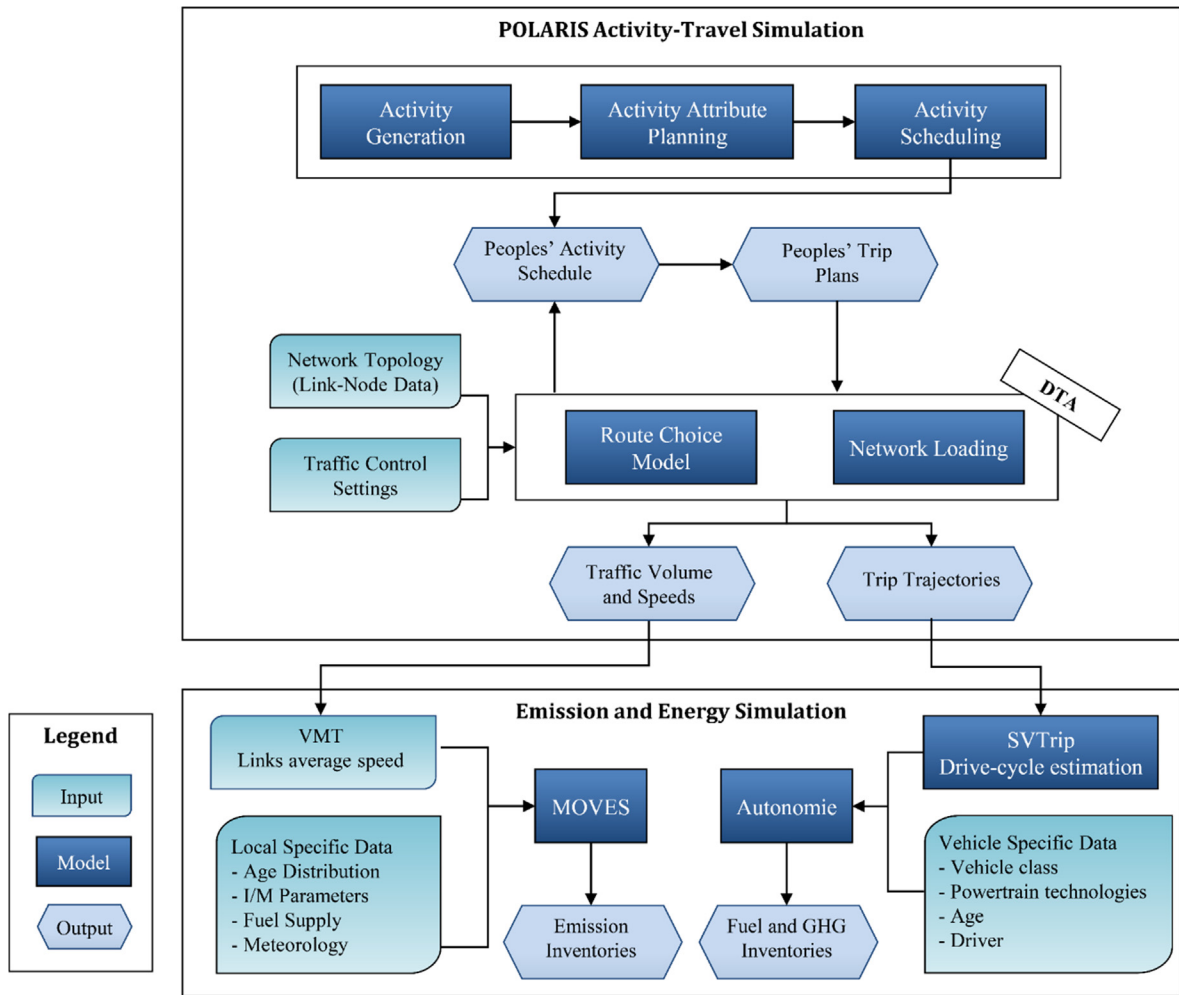 POLARIS Activity-Travel Simulation
Activity
Generation
Activity Attribute
Planning
Activity
Scheduling
Peoples’ Activity
Schedule
Peoples’ Trip
Plans
Network Topology
(Link-Node Data)
Traffic Control
Settings
DTA
Route Choice
Model
Network Loading
Traffic Volume
and Speeds
Trip Trajectories
Legend
Input
Model
Output
Emission and Energy Simulation
VMT
Links average speed
Local Specific Data
- Age Distribution
- I/M Parameters
- Fuel Supply
- Meteorology
MOVES
Emission
Inventories
Autonomie
Fuel and GHG
Inventories
SVTrip
Drive-cycle estimation
Vehicle Specific Data
- Vehicle class
- Powertrain technologies
- Age
- Driver